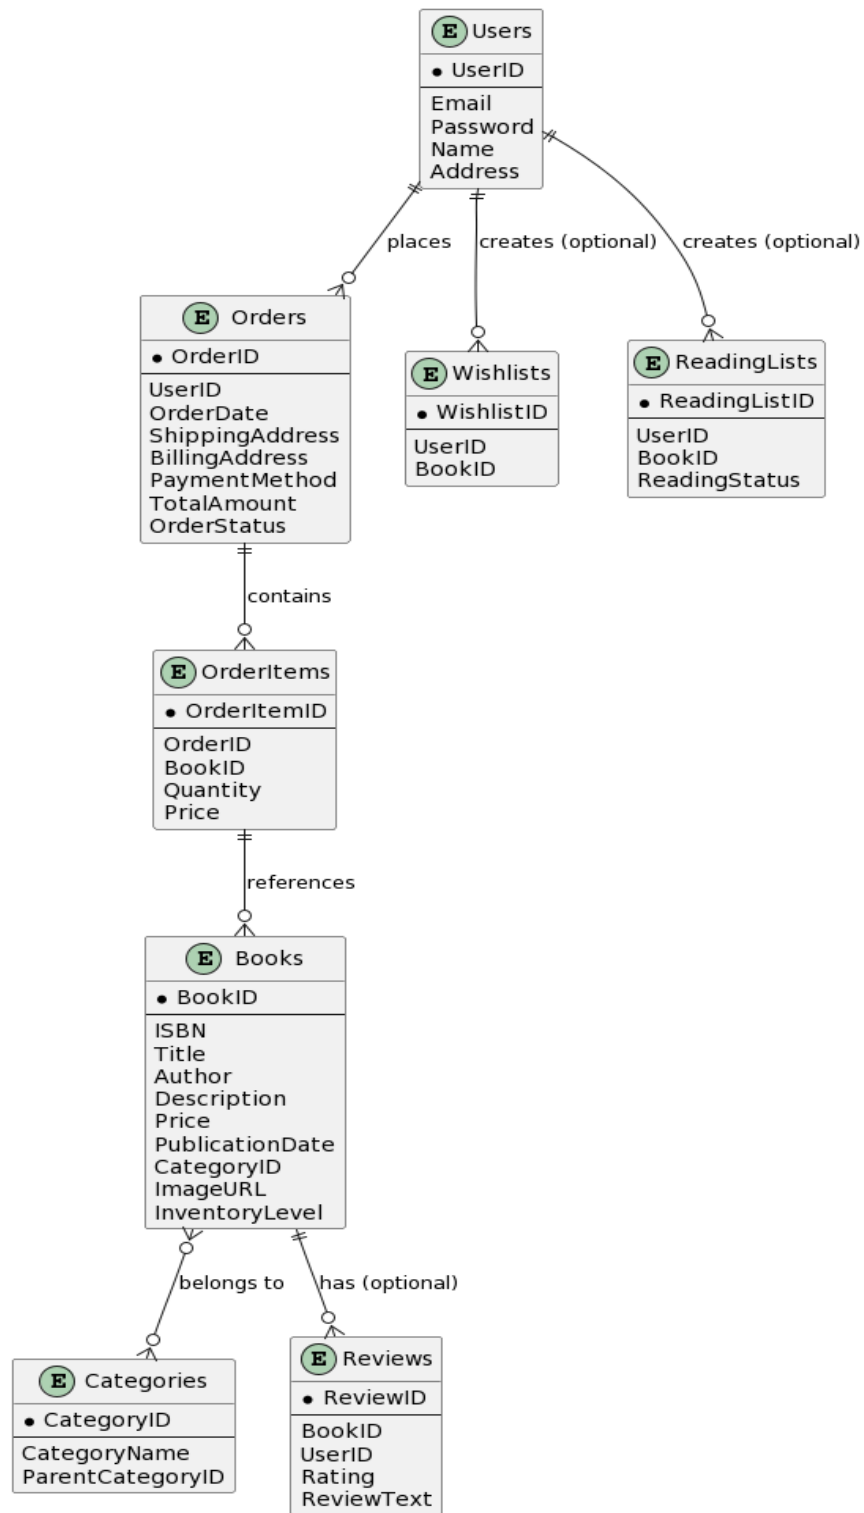 E Users
UserID
Email
Password
Name
Address
places
creates (optional)
creates (optional)
E Orders
OrderID
UserID
OrderDate
ShippingAddress
BillingAddress
PaymentMethod
TotalAmount
OrderStatus
E Wishlists
WishlistID
UserID
BookID
E ReadingLists
ReadingListID
UserID
BookID
ReadingStatus
contains
E OrderItems
OrderItemID
OrderID
BookID
Quantity
Price
references
E Books
BookID
ISBN
Title
Author
Description
Price
PublicationDate
CategoryID
ImageURL
InventoryLevel
belongs to
has (optional)
E Categories
CategoryID
CategoryName
ParentCategoryID
E Reviews
ReviewID
BookID
UserID
Rating
ReviewText